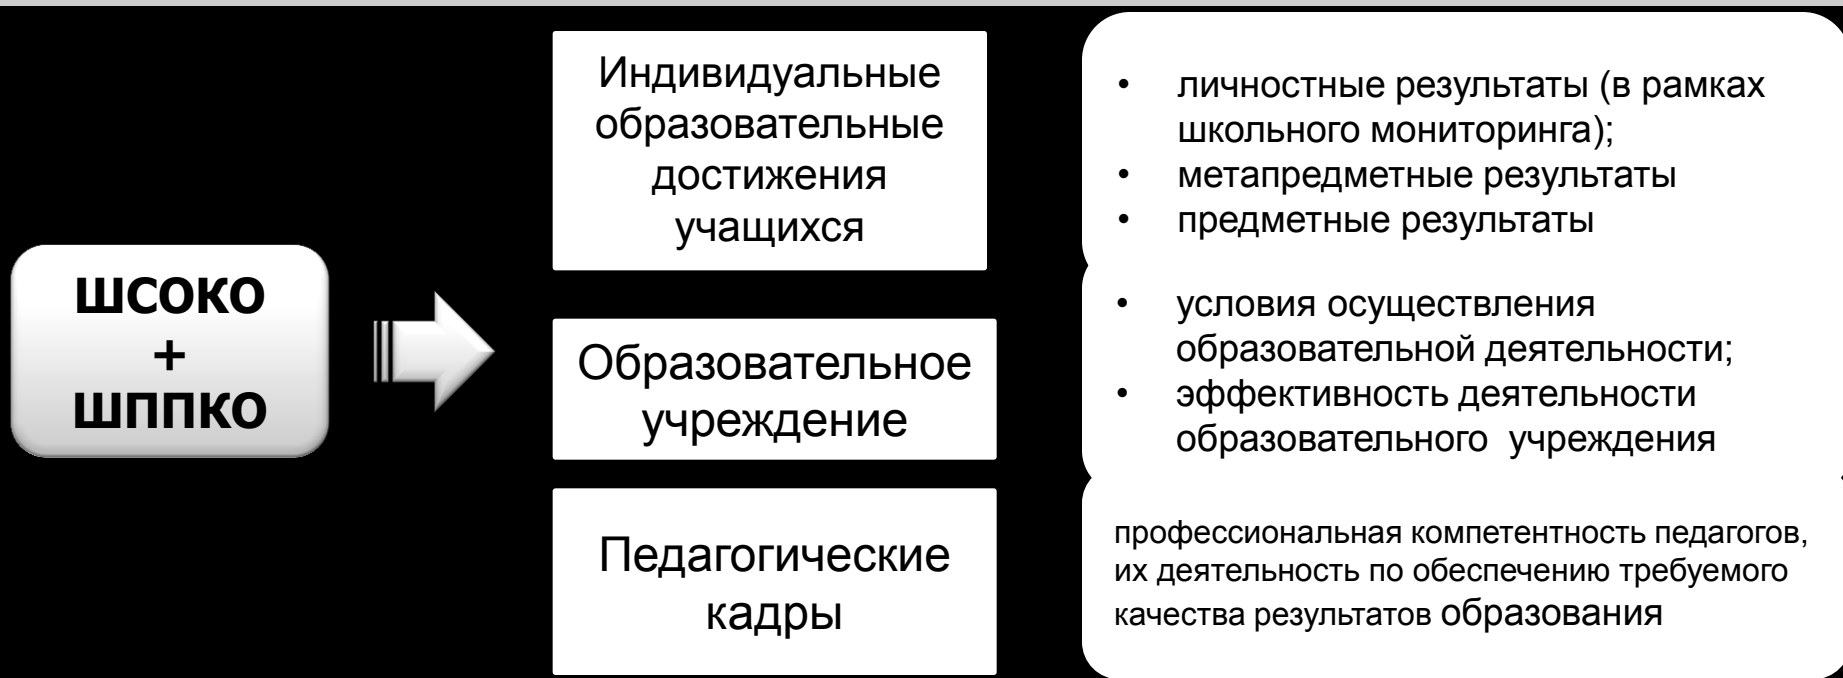 ШСОКО
+
ШППКО
Индивидуальные
образовательные
достижения
учащихся
• личностные результаты (в рамках
школьного мониторинга);
• метапредметные результаты
• предметные результаты
Образовательное
учреждение
• условия осуществления
образовательной деятельности;
• эффективность деятельности
образовательного учреждения
Педагогические
кадры
профессиональная компетентность педагогов,
их деятельность по обеспечению требуемого
качества результатов образования